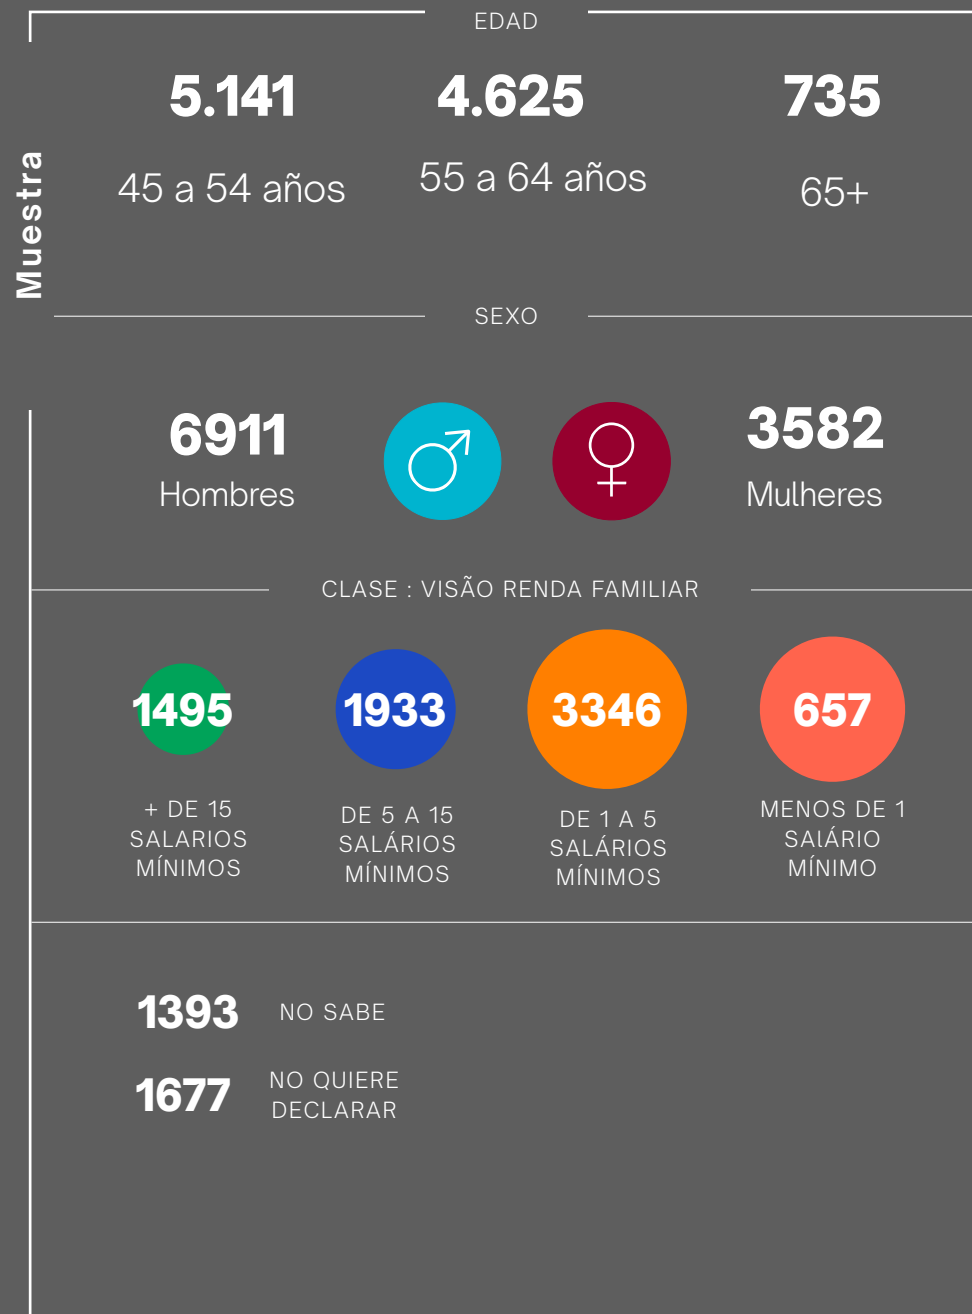 EDAD
5.141
45 a 54 años
4.625
55 a 64 años
735
65+
Muestra
SEXO
6911
Hombres
3582
Mulheres
CLASE : VISÃO RENDA FAMILIAR
1495
+ DE 15
SALARIOS
MÍNIMOS
1933
DE 5 A 15
SALÁRIOS
MÍNIMOS
3346
DE 1 A 5
SALÁRIOS
MÍNIMOS
657
MENOS DE 1
SAlÁRIO
MÍNIMO
1393
NO SABE
1677
NO QUIERE
DECLARAR